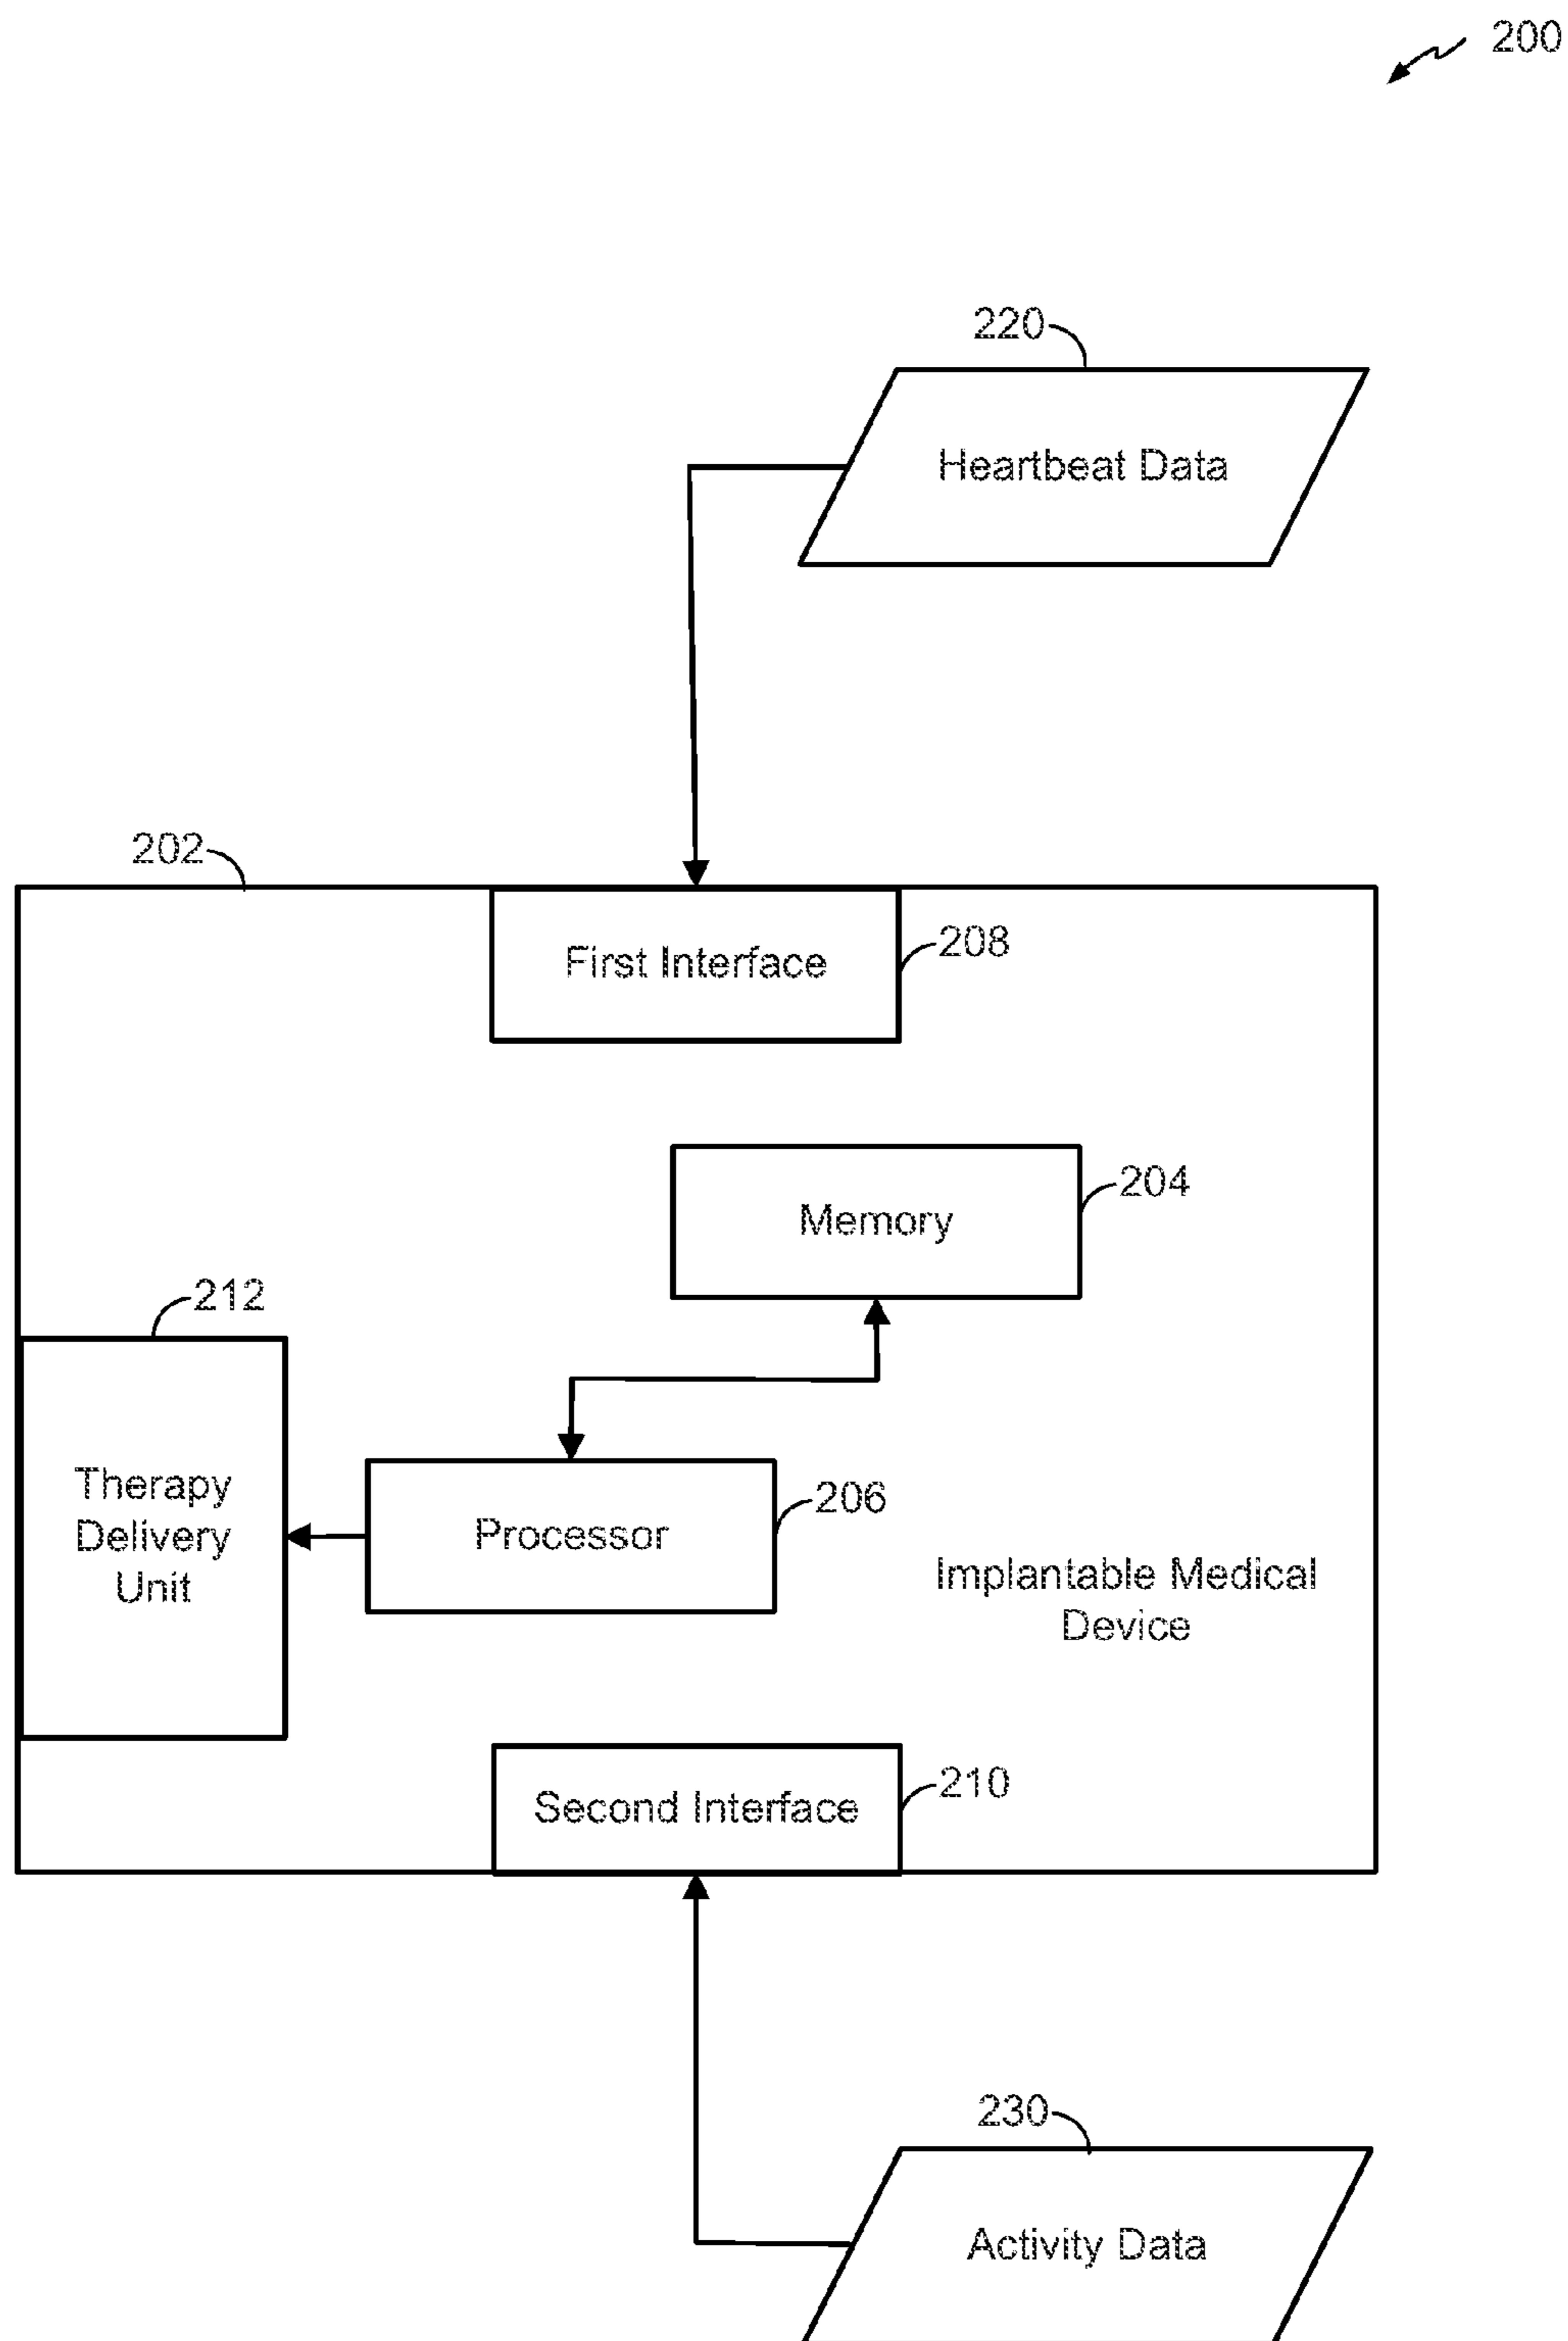 200
220
Heartbeat Data
202
First Interface
208
204
Memory
212
Therapy
Delivery
Unit
206
Processor
Implantable Medical
Device
210
Second Interface
230
Activity Data